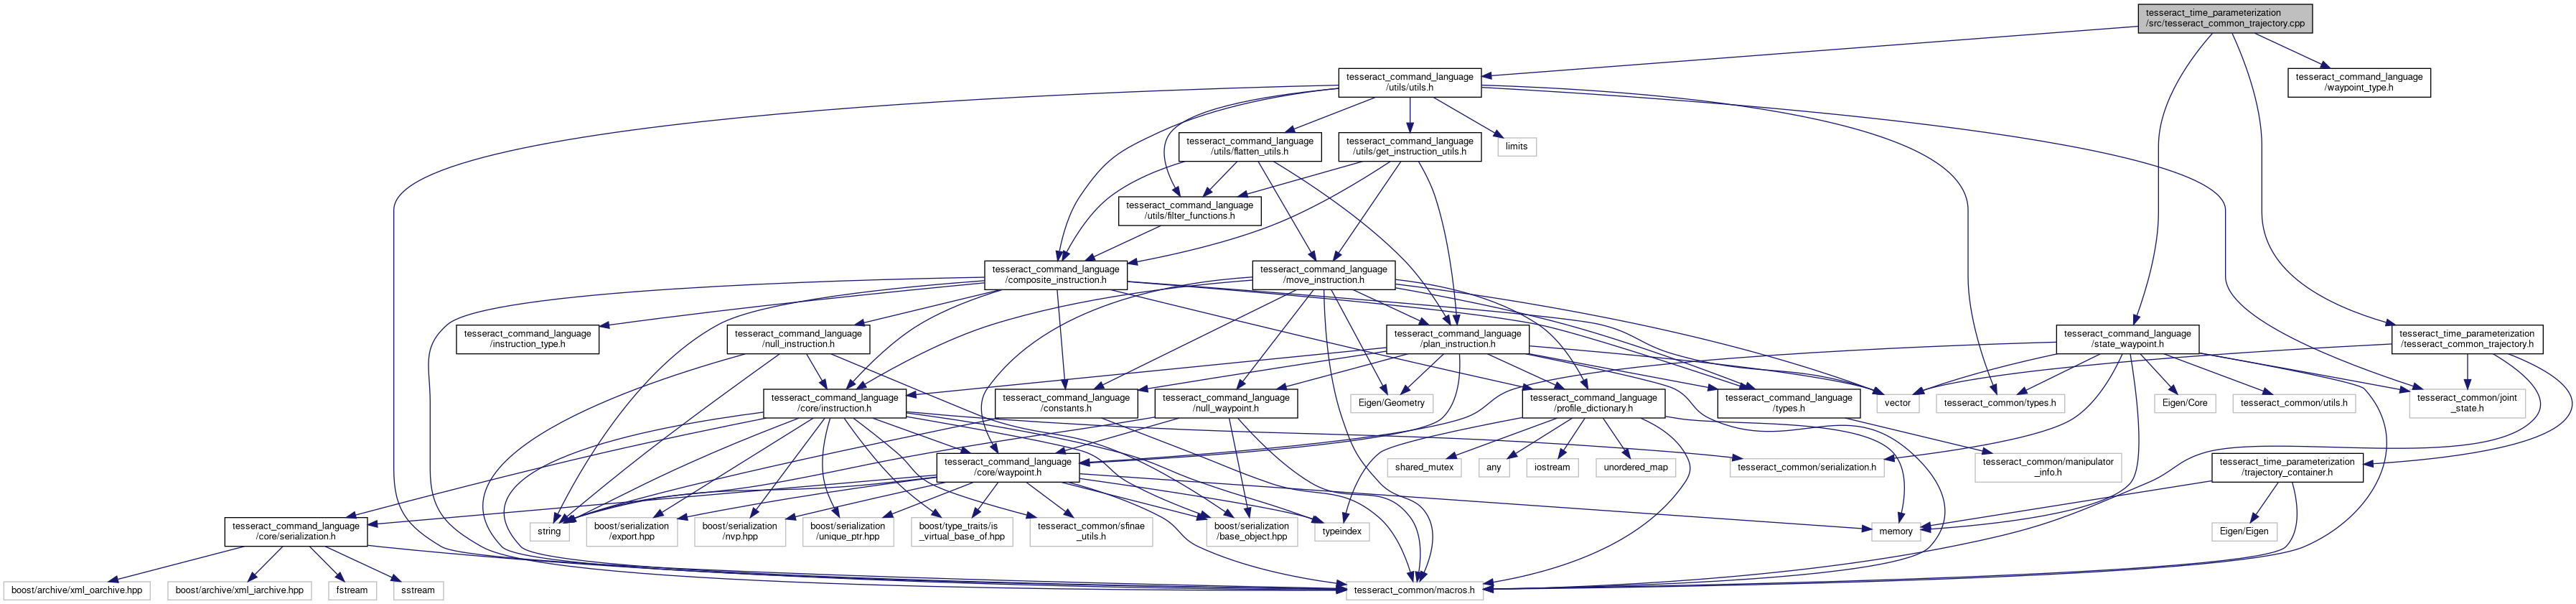 tesseract_time_parameterization
/src/tesseract_common_trajectory.cpp
tesseract_command_language
/utils/utils.h
tesseract_command_language
/waypoint_type.h
tesseract_command_language
/utils/flatten_utils.h
tesseract_command_language
/utils/get_instruction_utils.h
limits
tesseract_command_language
/utils/filter_functions.h
tesseract_command_language
/composite_instruction.h
tesseract_command_language
/move_instruction.h
tesseract_command_language
/instruction_type.h
tesseract_command_language
/null_instruction.h
tesseract_command_language
/plan_instruction.h
tesseract_command_language
/state_waypoint.h
tesseract_time_parameterization
/tesseract_common_trajectory.h
tesseract_command_language
/core/instruction.h
tesseract_command_language
/constants.h
tesseract_command_language
/null_waypoint.h
Eigen/Geometry
tesseract_command_language
/profile_dictionary.h
tesseract_command_language
/types.h
vector
tesseract_common/types.h
Eigen/Core
tesseract_common/utils.h
tesseract_common/joint
_state.h
tesseract_command_language
/core/waypoint.h
shared_mutex
any
iostream
unordered_map
tesseract_common/serialization.h
tesseract_common/manipulator
_info.h
tesseract_time_parameterization
/trajectory_container.h
tesseract_command_language
/core/serialization.h
string
boost/serialization
/export.hpp
boost/serialization
/nvp.hpp
boost/serialization
/unique_ptr.hpp
boost/type_traits/is
_virtual_base_of.hpp
tesseract_common/sfinae
_utils.h
boost/serialization
/base_object.hpp
typeindex
memory
Eigen/Eigen
boost/archive/xml_oarchive.hpp
boost/archive/xml_iarchive.hpp
fstream
sstream
tesseract_common/macros.h